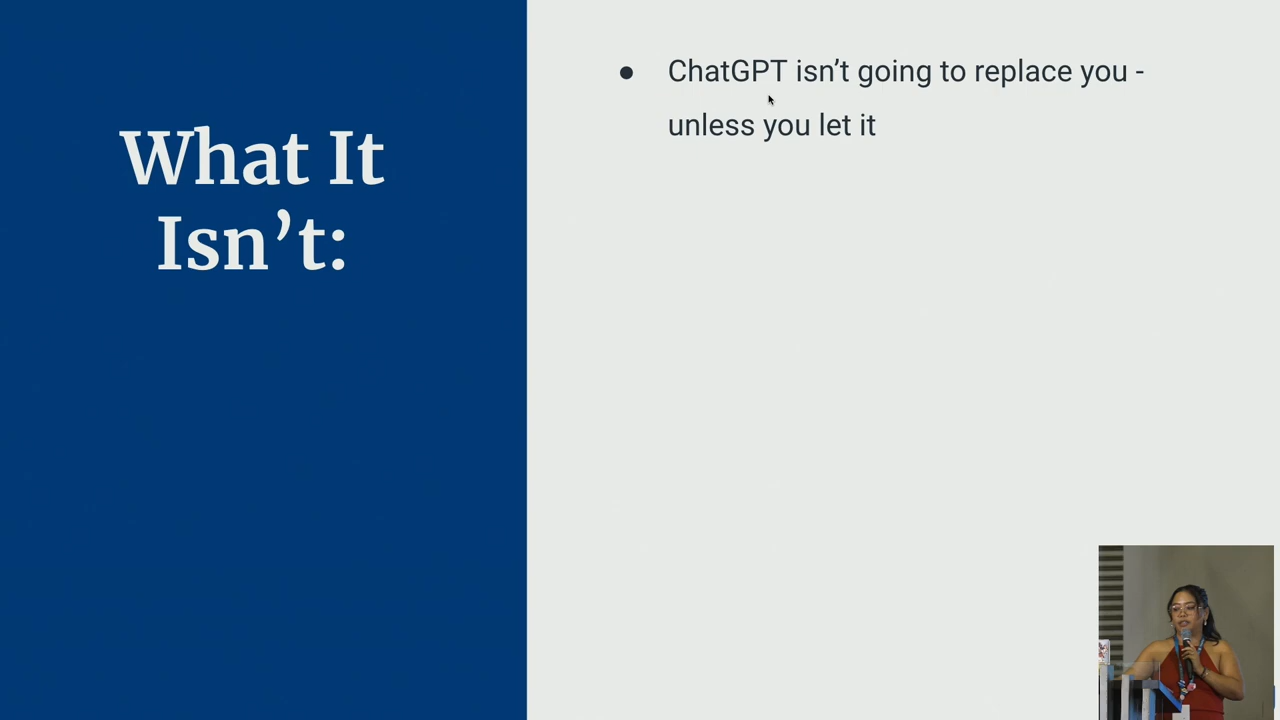 What It
Isn’t:
● ChatGPT isn’t going to replace you -
unless you let it